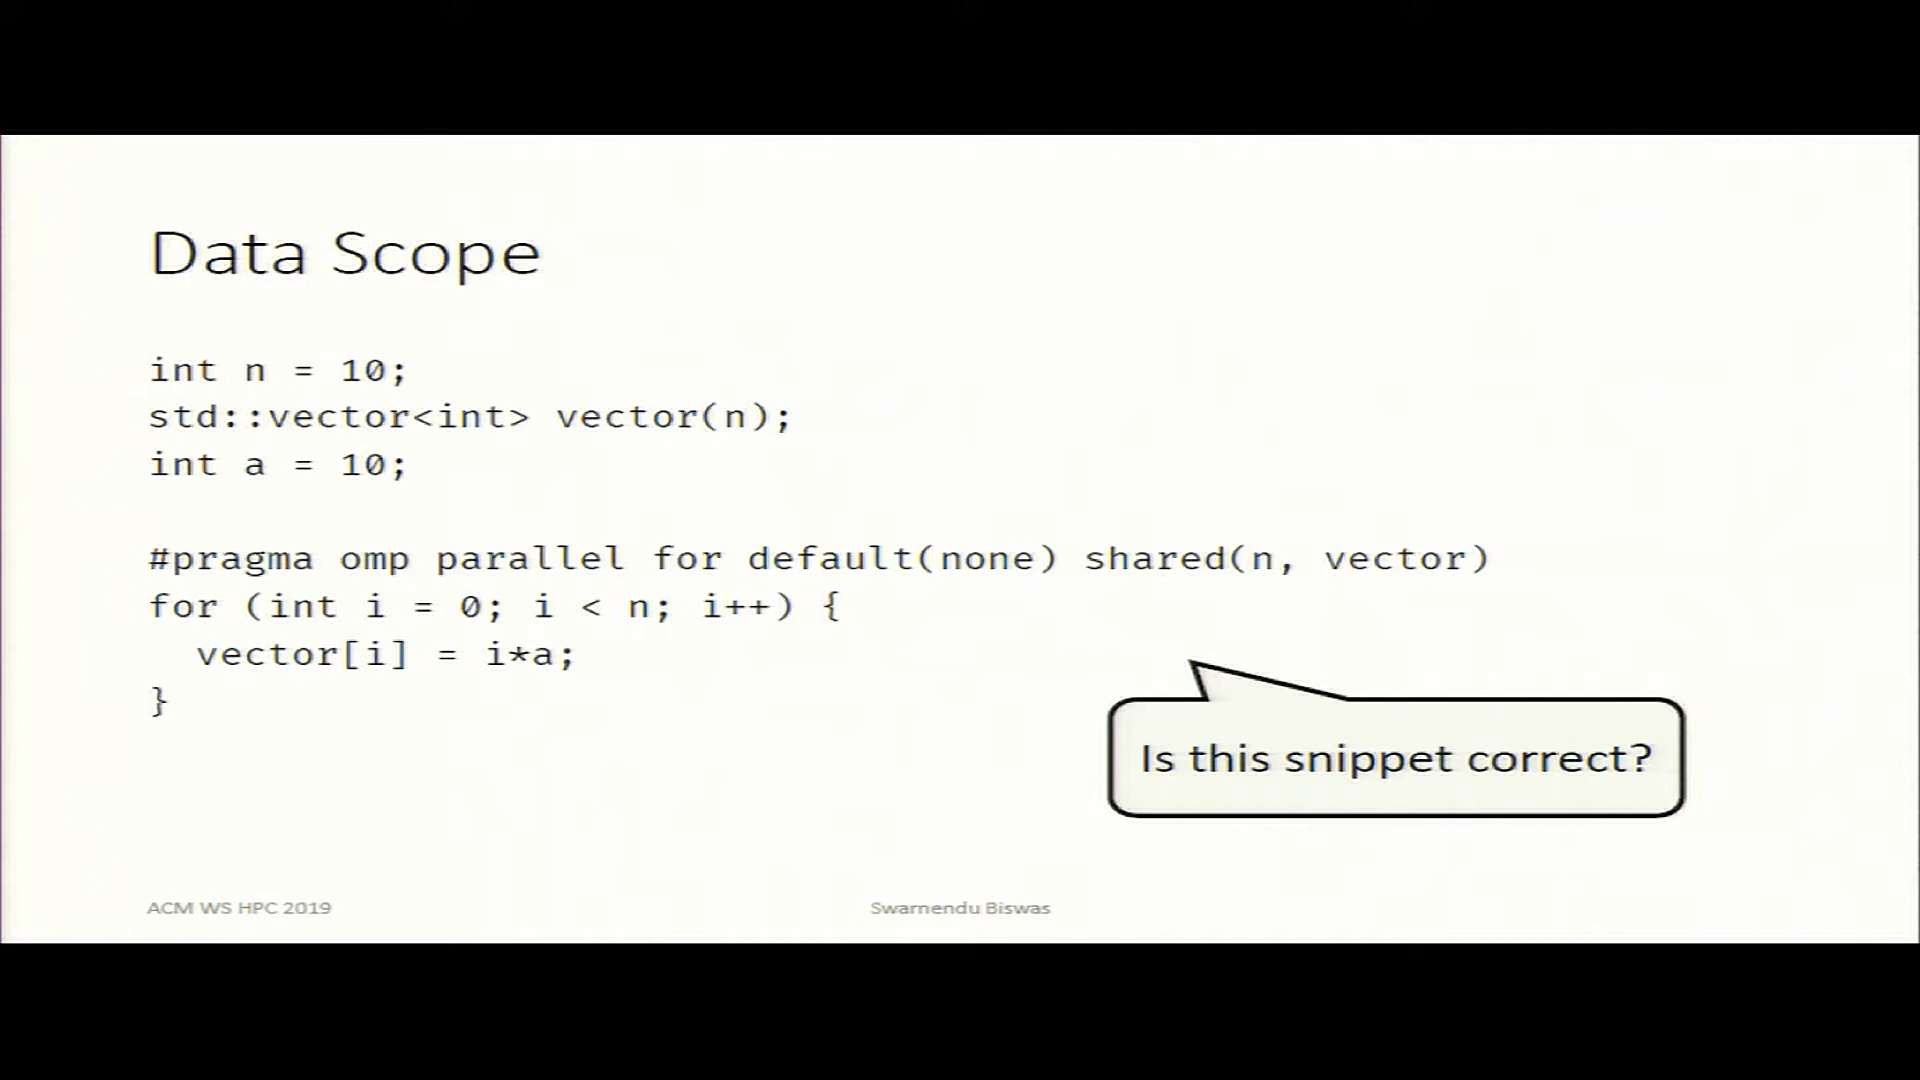 Data Scope
int n = 10;
std::vector<int> vector(n);
int a = 10;
#pragma omp parallel for default(none) shared(n, vector)
for (int i = 0; i < n; i++) {
  vector[i] = i*a;
}
Is this snippet correct?
ACM WS HPC 2019
Swarnendu Biswas